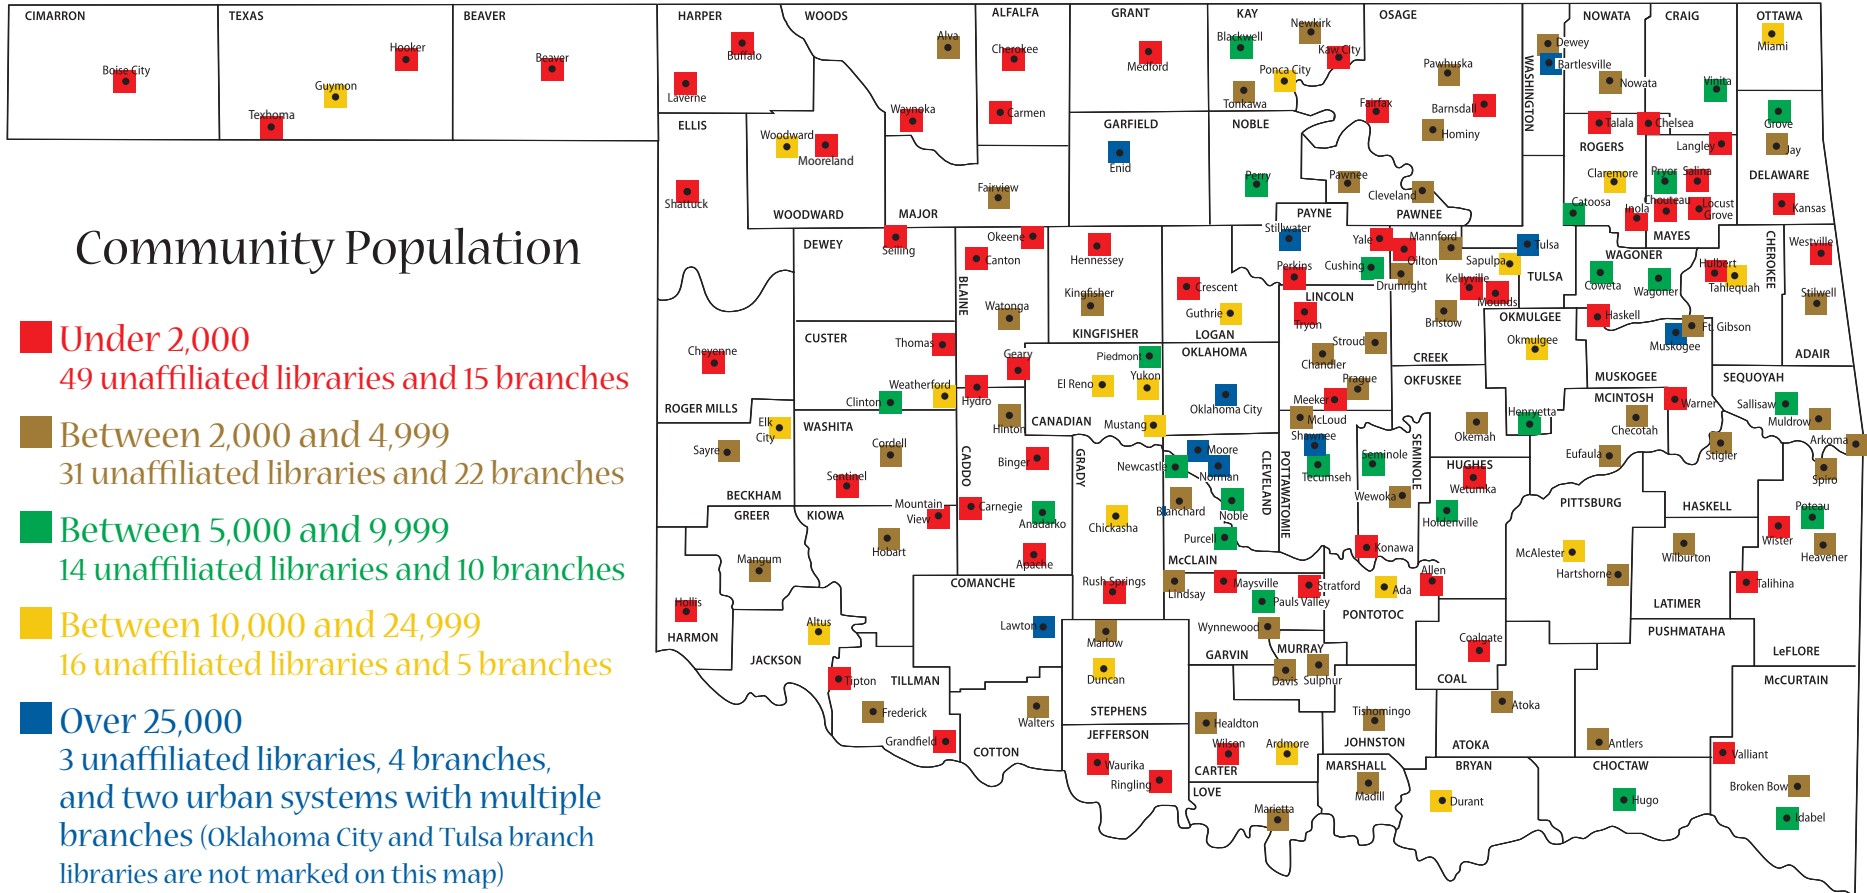 CIMARRON
TEXAS
BEAVER
HARPER
WOODS
ALFALFA
GRANT
KAY
OSAGE
NOWATA
CRAIG
OTTAWA
Boise City
Hooker
Guymon
Texhoma
Beaver
Buffalo
Laverne
Alva
Waynoka
Cherokee
Carmen
Medford
Blackwell
Newkirk
Kaw City
Ponca City
Tonkawa
Pawhuska
Fairfax
Barnsdall
Hominy
WASHINGTON
Dewey
Bartlesville
Nowata
Vinita
Miami
Grove
Jay
ELLIS
Woodward
Mooreland
Shattuck
WOODWARD
MAJOR
Fairview
GARFIELD
Enid
NOBLE
Perry
Pawnee
Cleveland
PAYNE
PAWNEE
Talala
Chelsea
ROGERS
Langley
Claremore
Pryor
Salina
DELAWARE
Catoosa
Inola
Chouteau
Locust
Grove
Kansas
MAYES
Community Population
DEWEY
Seiling
BLAINE
Okeene
Canton
Hennessey
Stillwater
Yale
Mannford
Oilton
Tulsa
Sapulpa
TULSA
WAGONER
CHEROKEE
Westville
Perkins
Cushing
Drumright
Kellyville
Mounds
Coweta
Wagoner
Hulbert
Tahlequah
Stilwell
Watonga
Kingfisher
KINGFISHER
Crescent
Guthrie
LOGAN
LINCOLN
Tryon
Bristow
OKMULGEE
Haskell
Ft. Gibson
Muskogee
ADAIR
Under 2,000
49 unaffiliated libraries and 15 branches
CUSTER
Thomas
Geary
Piedmont
Yukon
OKLAHOMA
Stroud
Chandler
CREEK
Okmulgee
Cheyenne
Weatherford
Clinton
Hydro
El Reno
Oklahoma City
Prague
Meeker
OKFUSKEE
MUSKOGEE
SEQUOYAH
ROGER MILLS
Elk
City
WASHITA
Hinton
CANADIAN
Mustang
McLoud
Shawnee
Okemah
Henryetta
MCINTOSH
Warner
Checotah
Sallisaw
Muldrow
Arkoma
Between 2,000 and 4,999
31 unaffiliated libraries and 22 branches
Sayre
Cordell
Sentinel
CADDO
Binger
GRADY
Moore
Newcastle
Norman
CLEVELAND
POTTAWATOMIE
Tecumseh
Seminole
SEMINOLE
HUGHES
Wetumka
Eufaula
Stigler
Spiro
BECKHAM
GREER
KIOWA
Mountain
View
Carnegie
Anadarko
Chickasha
Blanchard
Noble
Wewoka
Holdenville
PITTSBURG
HASKELL
Poteau
Between 5,000 and 9,999
14 unaffiliated libraries and 10 branches
Mangum
Hobart
Apache
Purcell
McCLAIN
Konawa
McAlester
Wilburton
Wister
Heavener
Hollis
HARMON
COMANCHE
Rush Springs
Lindsay
Maysville
Pauls Valley
Stratford
Ada
Allen
Hartshorne
Talihina
LATIMER
Between 10,000 and 24,999
16 unaffiliated libraries and 5 branches
Altus
JACKSON
Lawton
Marlow
Wynnewood
PONTOTOC
Coalgate
PUSHMATAHA
LeFLORE
Tipton
TILLMAN
Duncan
GARVIN
MURRAY
Davis
Sulphur
COAL
McCURTAIN
Frederick
Walters
STEPHENS
Healdton
Tishomingo
Atoka
Antlers
Over 25,000
3 unaffiliated libraries, 4 branches,
and two urban systems with multiple
branches (Oklahoma City and Tulsa branch
libraries are not marked on this map)
Grandfield
COTTON
JEFFERSON
Waurika
Ringling
Wilson
Ardmore
CARTER
JOHNSTON
ATOKA
MARSHALL
BRYAN
CHOCTAW
Valliant
LOVE
Marietta
Madill
Durant
Hugo
Broken Bow
Idabel